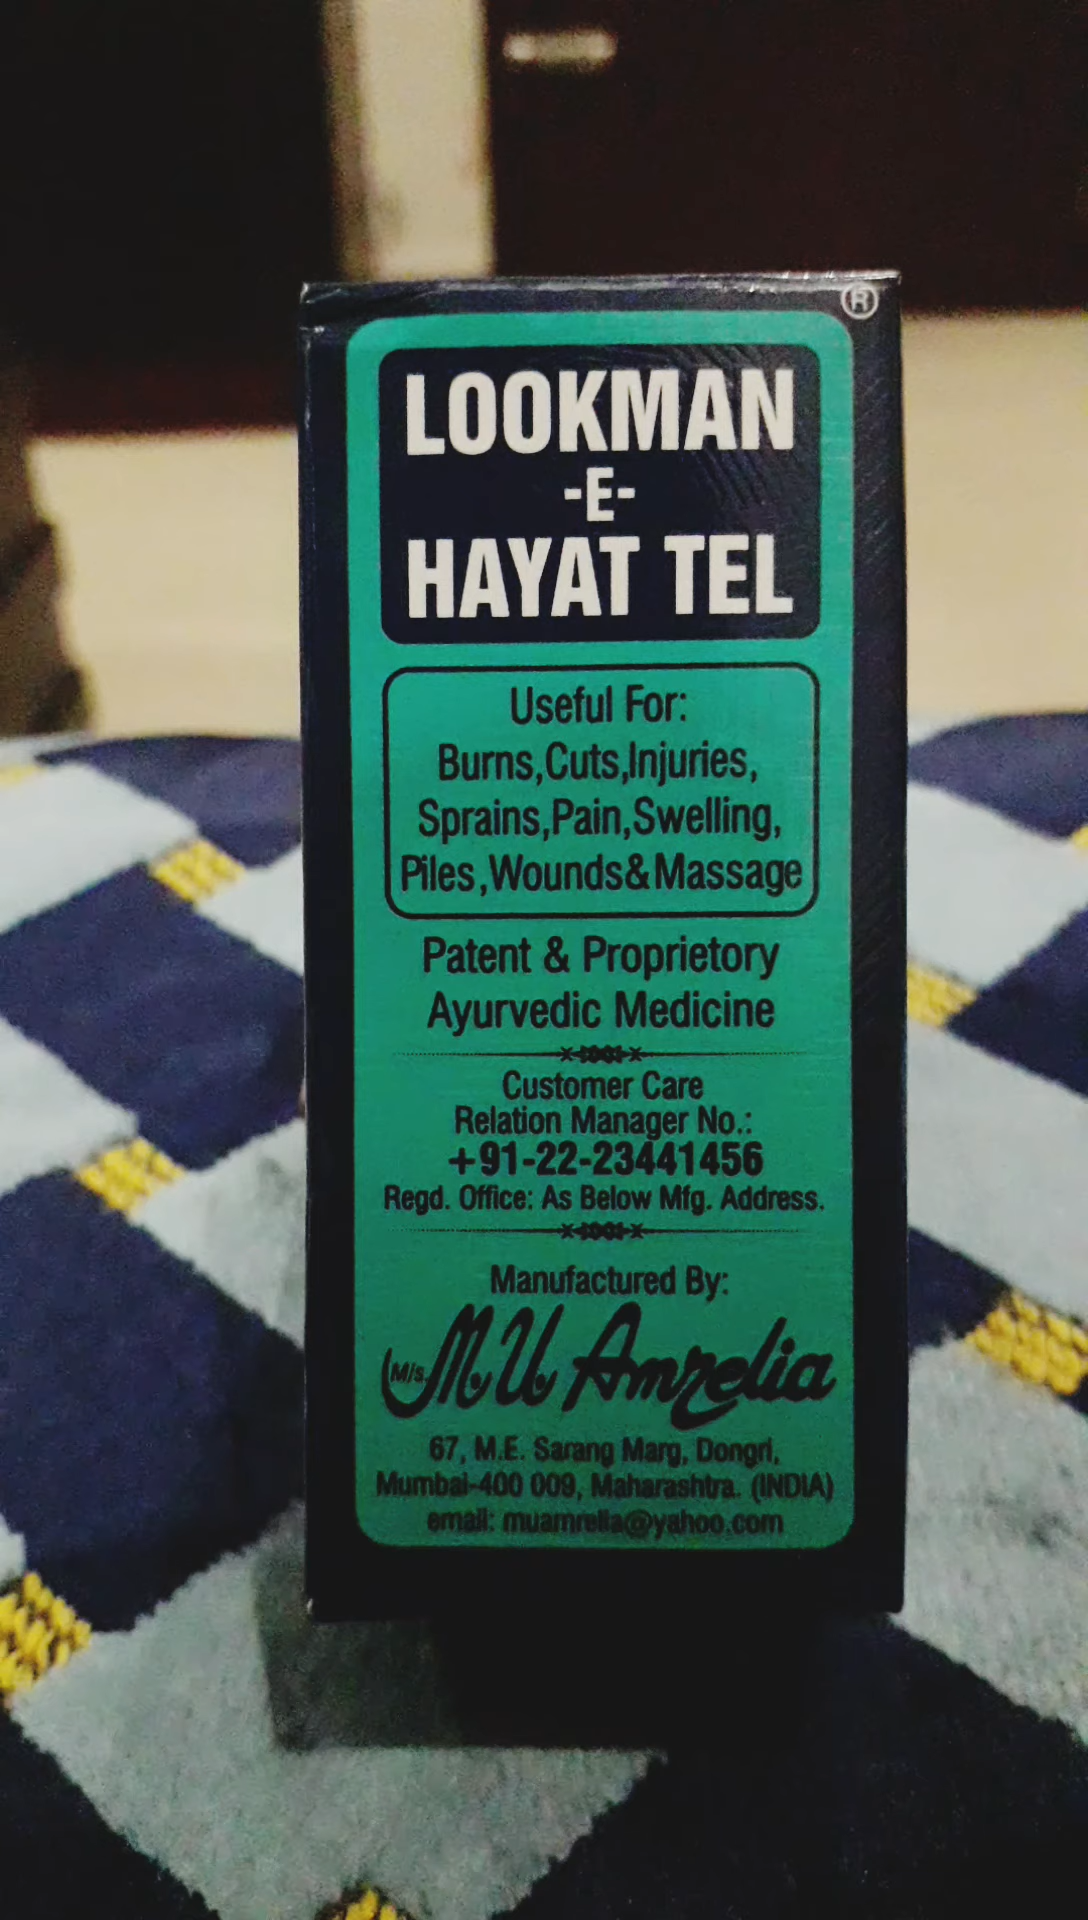 ®
LOOKMAN
-E-
HAYAT TEL
Useful For:
Burns,Cuts,Injuries,
Sprains,Pain,Swelling,
Piles,Wounds&Massage
Patent & Proprietory
Ayurvedic Medicine
Customer Care
Relation Manager No.:
+91-22-23441456
Regd. Office: As Below Mfg. Address.
Manufactured By:
M/s. M. U. Amrelia
67, M.E. Sarang Marg, Dongri,
Mumbai-400 009, Maharashtra. (INDIA)
email: muamrelia@yahoo.com